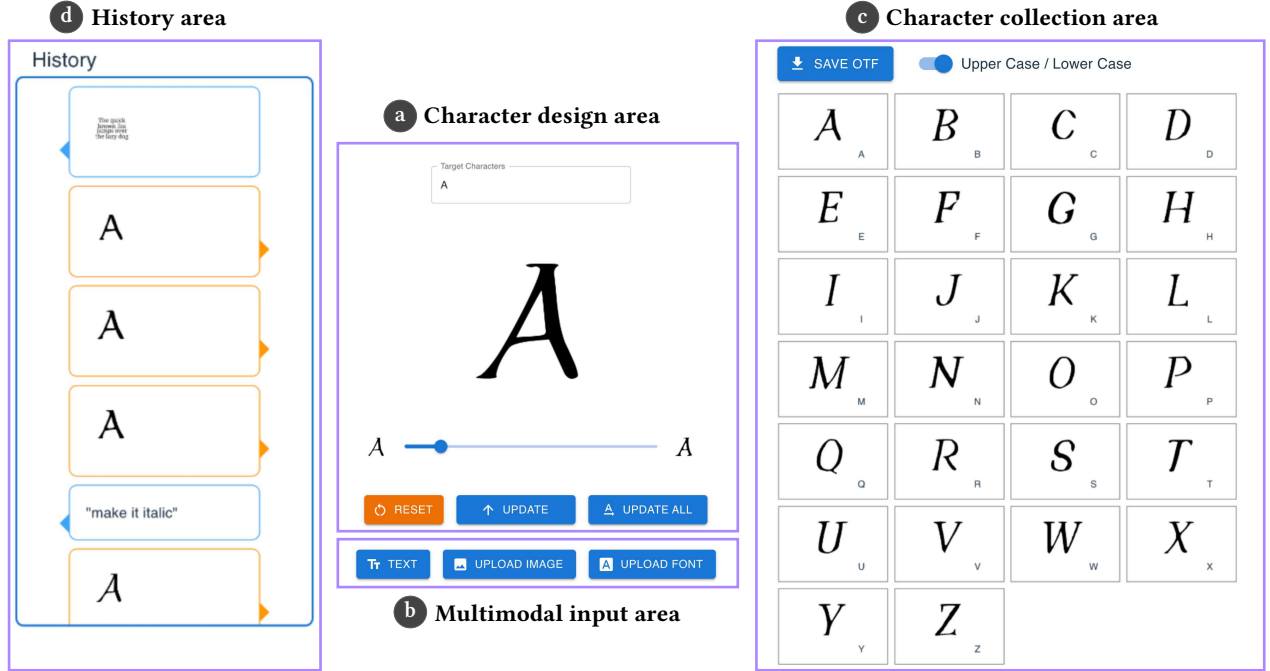 d History area
History
The quick
brown fox
jumps over
the lazy dog
A
A
A
"make it italic"
A
a Character design area
Target Characters
A
A
A A
RESET UPDATE UPDATE ALL
TEXT UPLOAD IMAGE UPLOAD FONT
b Multimodal input area
c Character collection area
SAVE OTF Upper Case / Lower Case
A B C D
A B C D
E F G H
E F G H
I J K L
I J K L
M N O P
M N O P
Q R S T
Q R S T
U V W X
U V W X
Y Z
Y Z